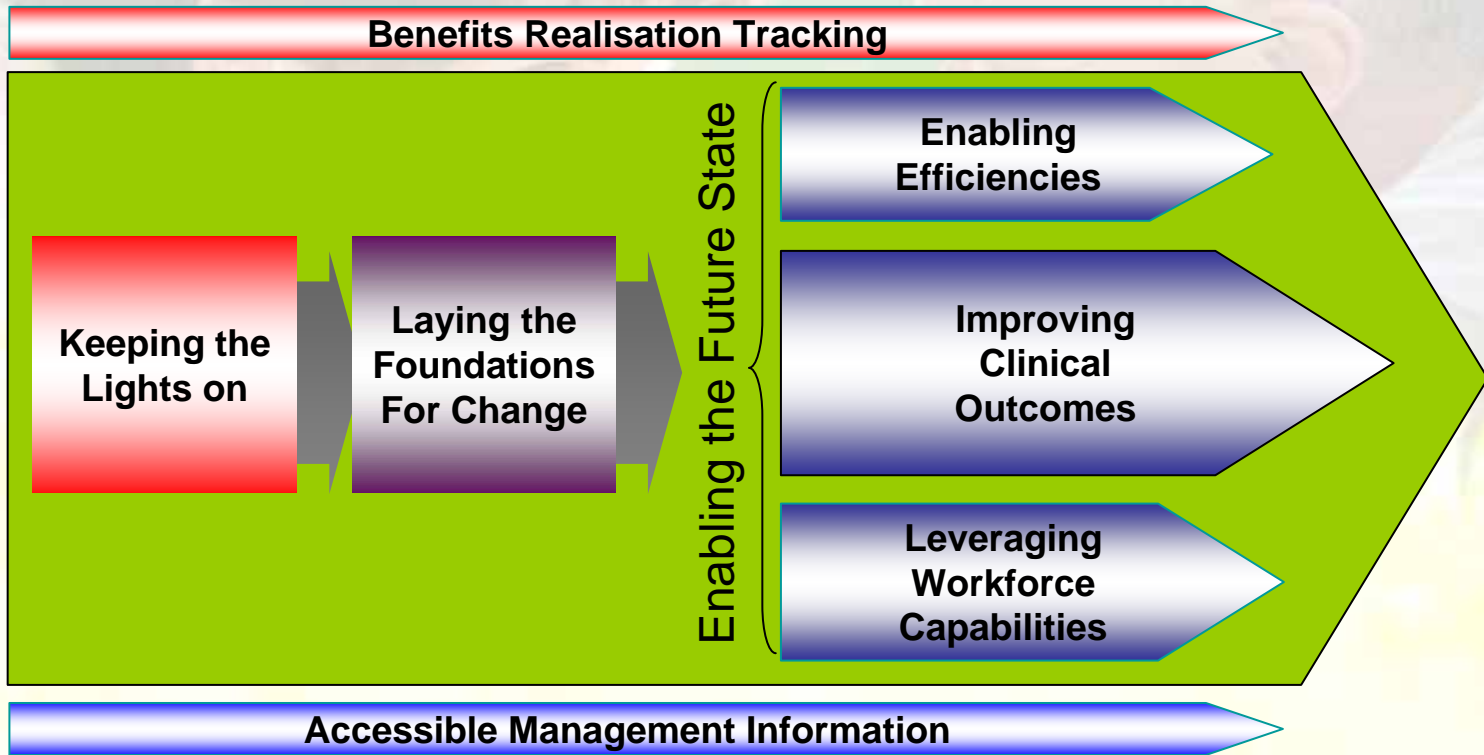 Benefits Realisation Tracking
Keeping the
Lights on
Laying the
Foundations
For Change
Enabling the Future State
Enabling
Efficiencies
Improving
Clinical
Outcomes
Leveraging
Workforce
Capabilities
Accessible Management Information